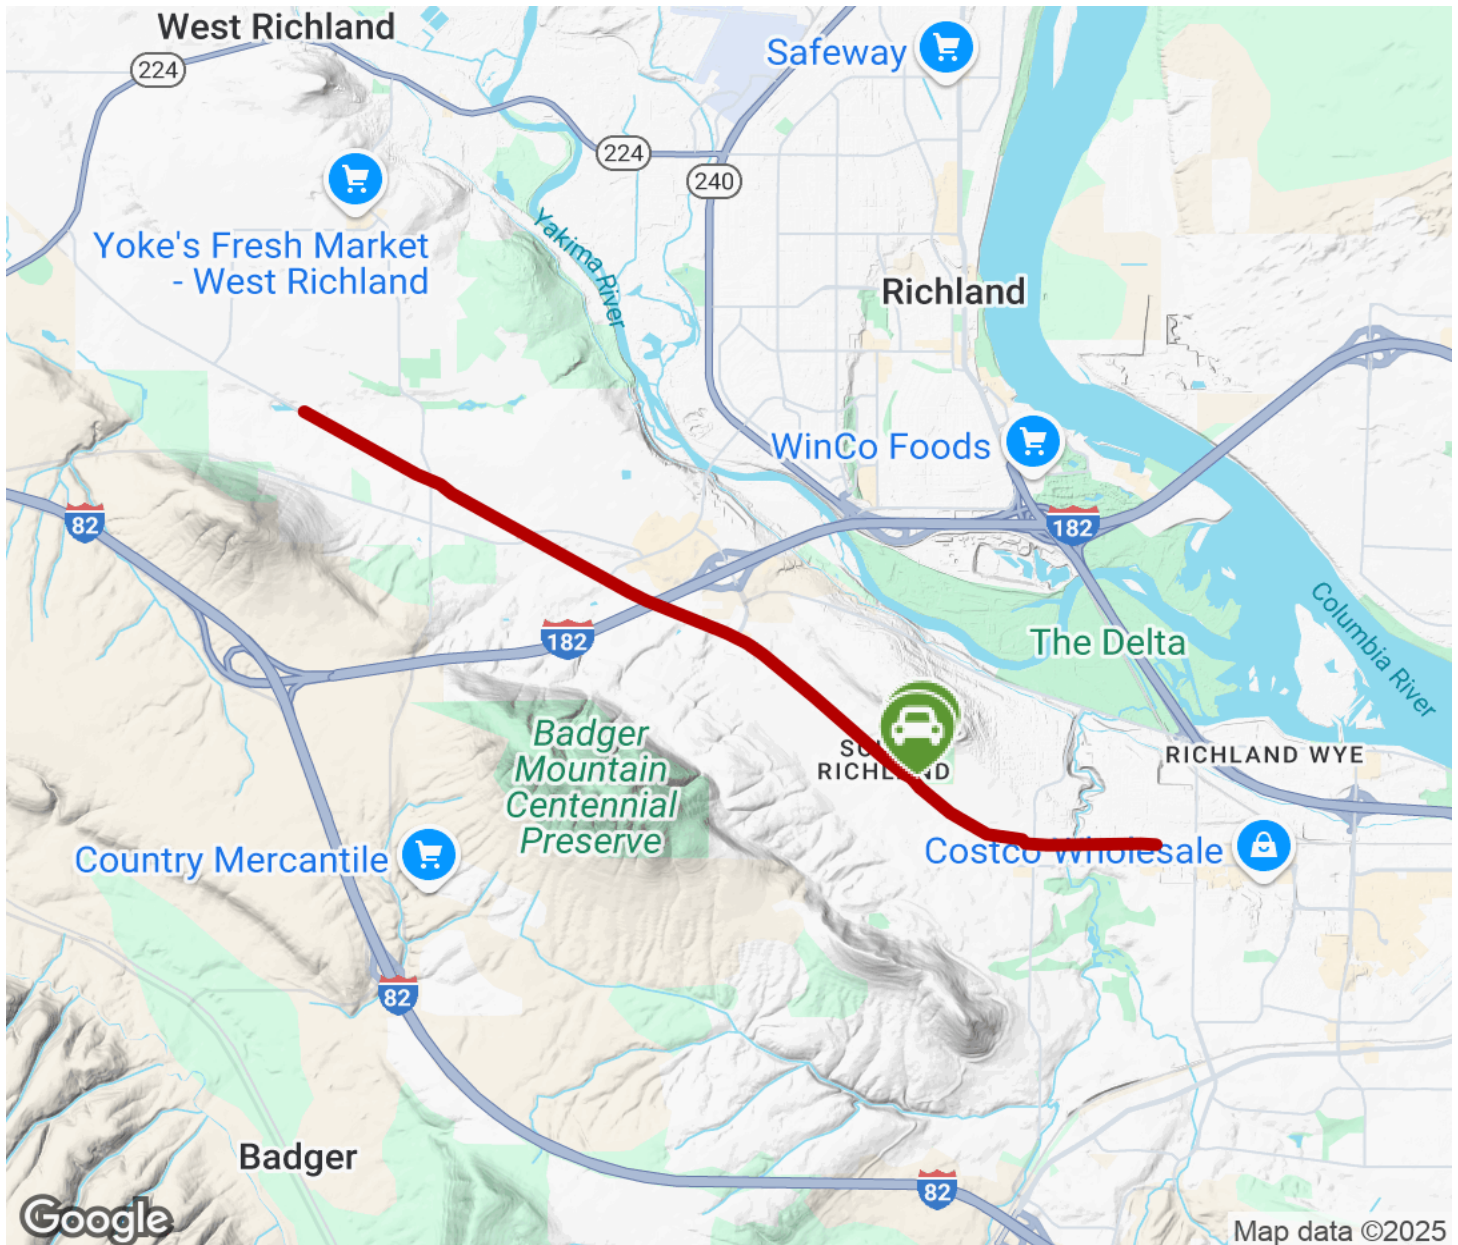 West Richland
224
Safeway
224
240
Yoke's Fresh Market
- West Richland
Yakima River
Richland
WinCo Foods
82
182
Columbia River
182
The Delta
Badger
Mountain
Centennial
Preserve
RICHLAND WYE
Country Mercantile
Costco Wholesale
82
Badger
82
Google
Map data ©2025